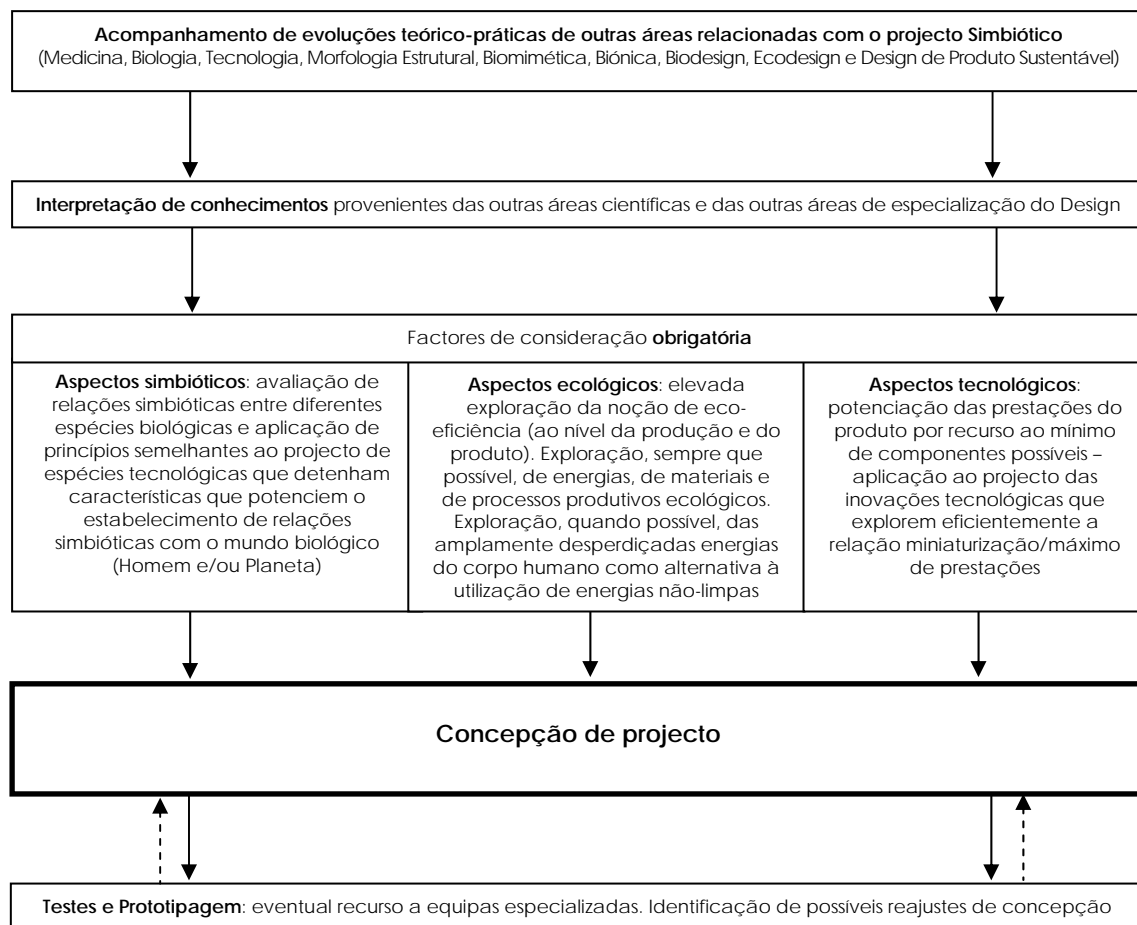 Acompanhamento de evoluções teórico-práticas de outras áreas relacionadas com o projecto Simbiótico
(Medicina, Biologia, Tecnologia, Morfologia Estrutural, Biomimética, Biónica, Biodesign, Ecodesign e Design de Produto Sustentável)
Interpretação de conhecimentos provenientes das outras áreas científicas e das outras áreas de especialização do Design
Factores de consideração obrigatória
Aspectos simbióticos: avaliação de
relações simbióticas entre diferentes
espécies biológicas e aplicação de
princípios semelhantes ao projecto de
espécies tecnológicas que detenham
características que potenciem o
estabelecimento de relações
simbióticas com o mundo biológico
(Homem e/ou Planeta)
Aspectos ecológicos: elevada
exploração da noção de eco-
eficiência (ao nível da produção e do
produto). Exploração, sempre que
possível, de energias, de materiais e
de processos produtivos ecológicos.
Exploração, quando possível, das
amplamente desperdiçadas energias
do corpo humano como alternativa à
utilização de energias não-limpas
Aspectos tecnológicos:
potenciação das prestações do
produto por recurso ao mínimo
de componentes possíveis –
aplicação ao projecto das
inovações tecnológicas que
explorem eficientemente a
relação miniaturização/máximo
de prestações
Concepção de projecto
Testes e Prototipagem: eventual recurso a equipas especializadas. Identificação de possíveis reajustes de concepção